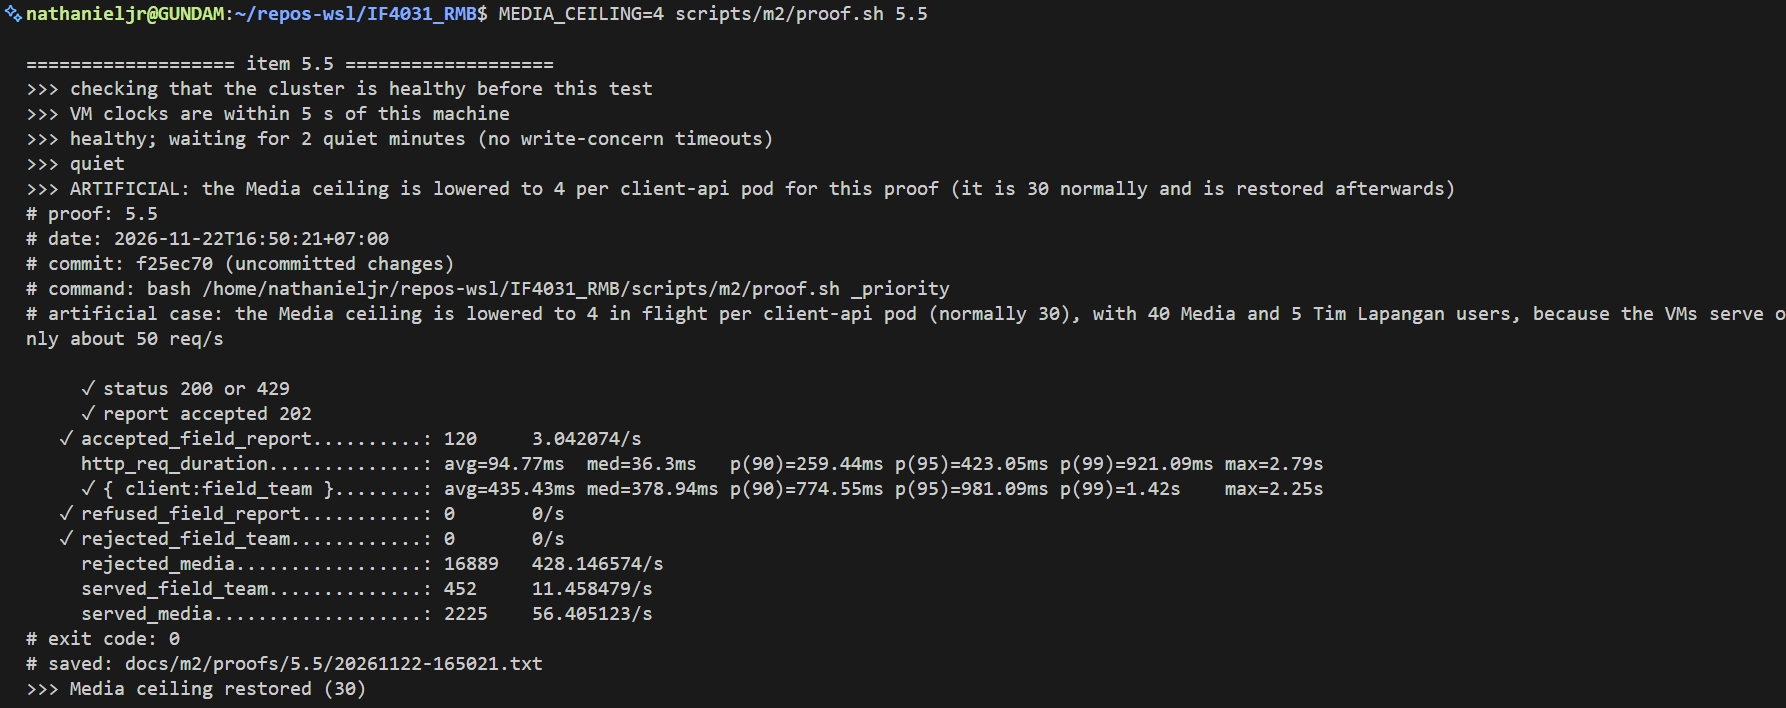 nathanieljr@GUNDAM:~/repos-wsl/IF4031_RMB$ MEDIA_CEILING=4 scripts/m2/proof.sh 5.5
=================== item 5.5 ===================
>>> checking that the cluster is healthy before this test
>>> VM clocks are within 5 s of this machine
>>> healthy; waiting for 2 quiet minutes (no write-concern timeouts)
>>> quiet
>>> ARTIFICIAL: the Media ceiling is lowered to 4 per client-api pod for this proof (it is 30 normally and is restored afterwards)
# proof: 5.5
# date: 2026-11-22T16:50:21+07:00
# commit: f25ec70 (uncommitted changes)
# command: bash /home/nathanieljr/repos-wsl/IF4031_RMB/scripts/m2/proof.sh _priority
# artificial case: the Media ceiling is lowered to 4 in flight per client-api pod (normally 30), with 40 Media and 5 Tim Lapangan users, because the VMs serve o
nly about 50 req/s
✓ status 200 or 429
✓ report accepted 202
✓ accepted_field_report..........: 120 3.042074/s
http_req_duration..............: avg=94.77ms med=36.3ms p(90)=259.44ms p(95)=423.05ms p(99)=921.09ms max=2.79s
✓ { client:field_team }........: avg=435.43ms med=378.94ms p(90)=774.55ms p(95)=981.09ms p(99)=1.42s max=2.25s
✓ refused_field_report...........: 0 0/s
✓ rejected_field_team............: 0 0/s
rejected_media.................: 16889 428.146574/s
served_field_team..............: 452 11.458479/s
served_media...................: 2225 56.405123/s
# exit code: 0
# saved: docs/m2/proofs/5.5/20261122-165021.txt
>>> Media ceiling restored (30)